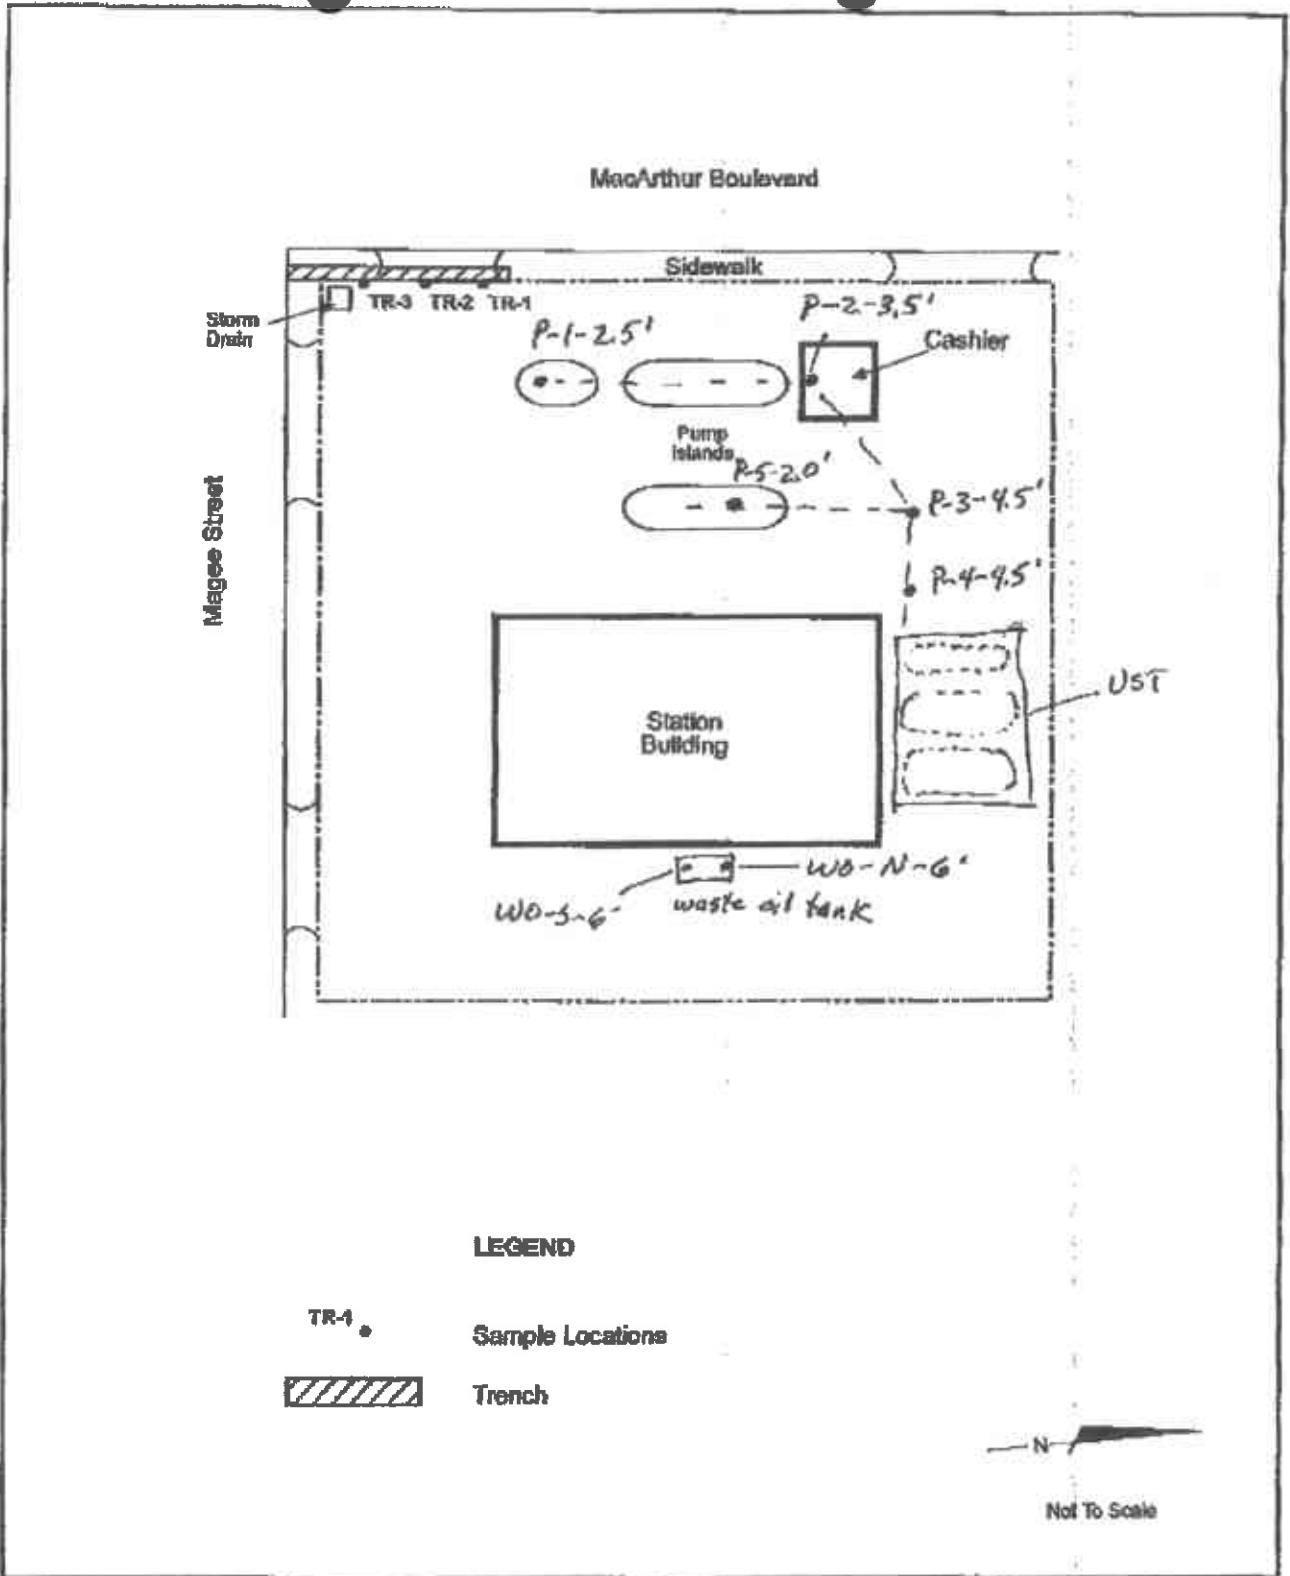 MacArthur Boulevard
Sidewalk
TR-3 TR-2 TR-1
Storm
Drain
P-2-3.5'
P-1-2.5'
Cashier
Pump
Islands
P-5-2.0'
P-3-4.5'
Magee Street
P-4-4.5'
UST
Station
Building
WO-N-6'
WO-S-6'
waste oil tank
LEGEND
TR-1
Sample Locations
Trench
N
Not To Scale